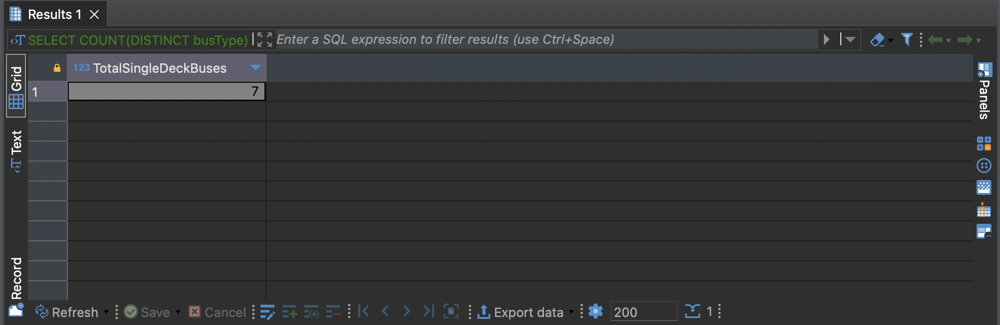 Results 1
SELECT COUNT(DISTINCT busType)
Enter a SQL expression to filter results (use Ctrl+Space)
Grid
Text
Record
123 TotalSingleDeckBuses
1
7
Panels
Refresh
Save
Cancel
Export data
200
1